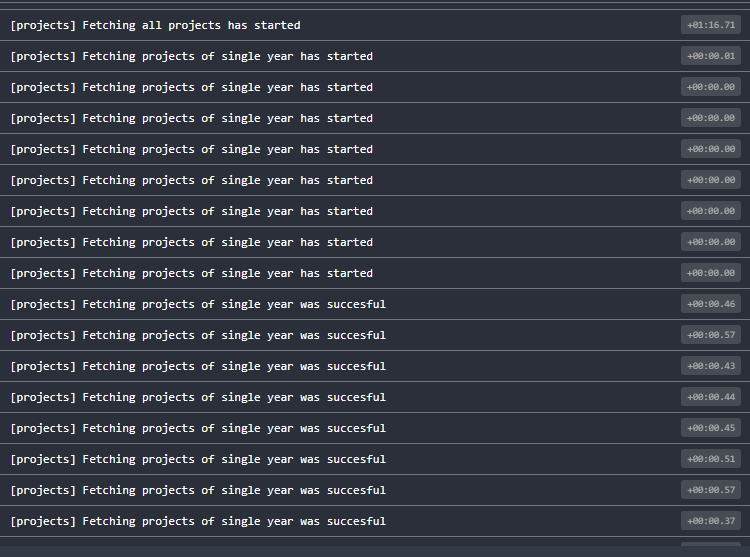 [projects] Fetching all projects has started +01:16.71
[projects] Fetching projects of single year has started +00:00.01
[projects] Fetching projects of single year has started +00:00.00
[projects] Fetching projects of single year has started +00:00.00
[projects] Fetching projects of single year has started +00:00.00
[projects] Fetching projects of single year has started +00:00.00
[projects] Fetching projects of single year has started +00:00.00
[projects] Fetching projects of single year has started +00:00.00
[projects] Fetching projects of single year has started +00:00.00
[projects] Fetching projects of single year was succesful +00:00.46
[projects] Fetching projects of single year was succesful +00:00.57
[projects] Fetching projects of single year was succesful +00:00.43
[projects] Fetching projects of single year was succesful +00:00.44
[projects] Fetching projects of single year was succesful +00:00.45
[projects] Fetching projects of single year was succesful +00:00.51
[projects] Fetching projects of single year was succesful +00:00.57
[projects] Fetching projects of single year was succesful +00:00.37